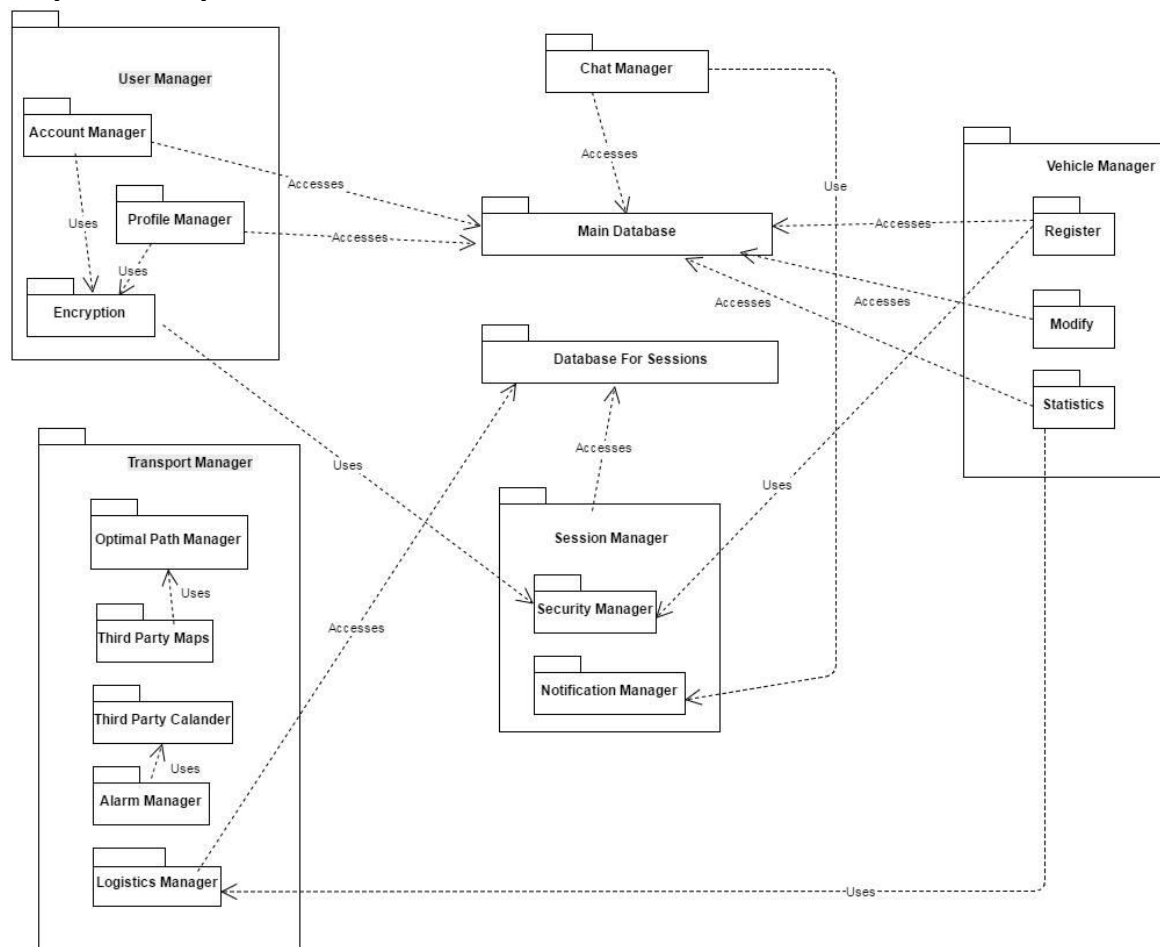 User Manager
Account Manager
Uses
Profile Manager
Uses
Encryption
Accesses
Accesses
Chat Manager
Accesses
Use
Main Database
Vehicle Manager
Accesses
Register
Accesses
Accesses
Modify
Statistics
Database For Sessions
Uses
Accesses
Uses
Transport Manager
Optimal Path Manager
Uses
Third Party Maps
Third Party Calander
Uses
Alarm Manager
Logistics Manager
Accesses
Session Manager
Security Manager
Notification Manager
Uses